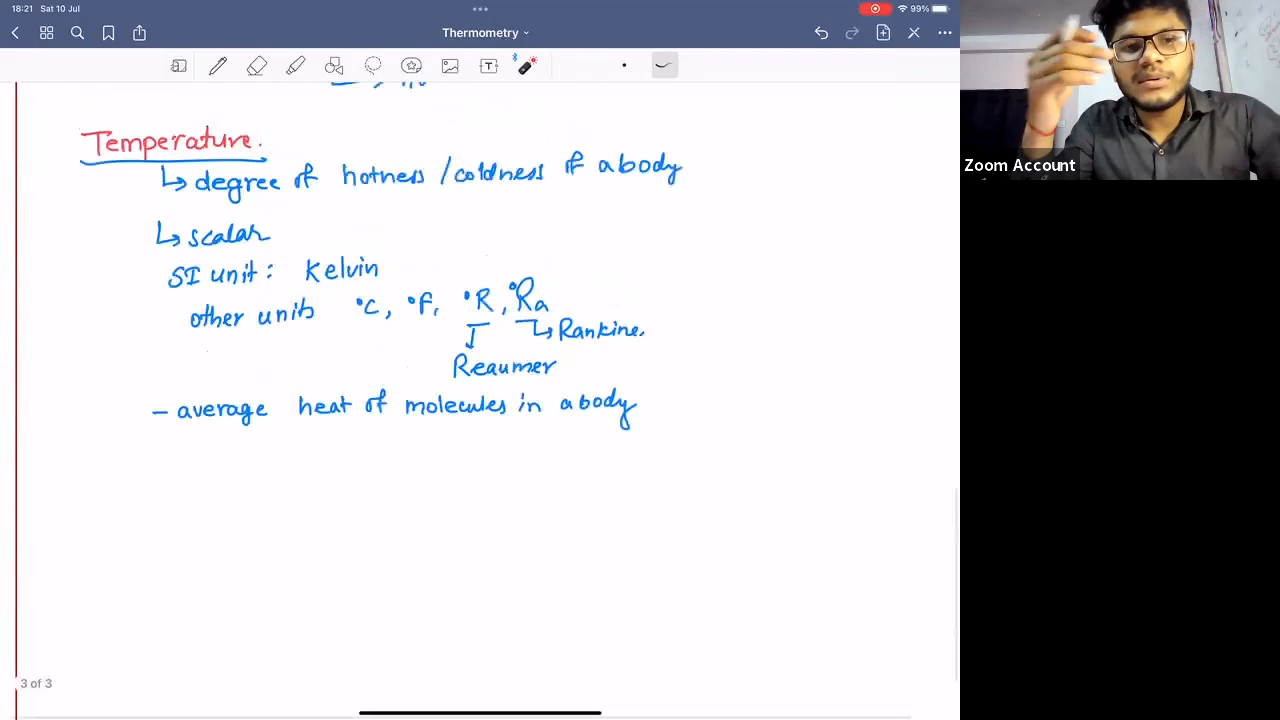 18:21 Sat 10 Jul
99%
Thermometry
Temperature.
↳ degree of hotness / coldness of a body
↳ scalar
SI unit: Kelvin
other units °C, °F, °R, °Ra
↳ Rankine.
Reaumer
- average heat of molecules in a body
3 of 3
Zoom Account